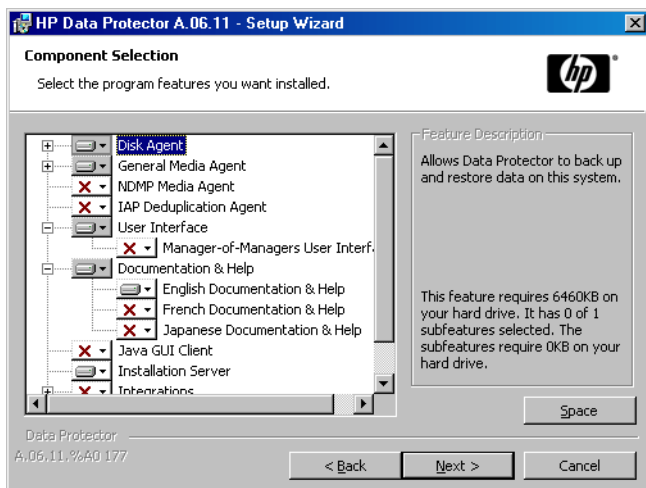 HP Data Protector A.06.11 - Setup Wizard
Component Selection
Select the program features you want installed.
hp
Disk Agent
General Media Agent
NDMP Media Agent
IAP Deduplication Agent
User Interface
Manager-of-Managers User Interf
Documentation & Help
English Documentation & Help
French Documentation & Help
Japanese Documentation & Help
Java GUI Client
Installation Server
Integrations
Feature Description
Allows Data Protector to back up
and restore data on this system.
This feature requires 6460KB on
your hard drive. It has 0 of 1
subfeatures selected. The
subfeatures require 0KB on your
hard drive.
Space
Data Protector
A.06.11.%A0 177
< Back
Next >
Cancel